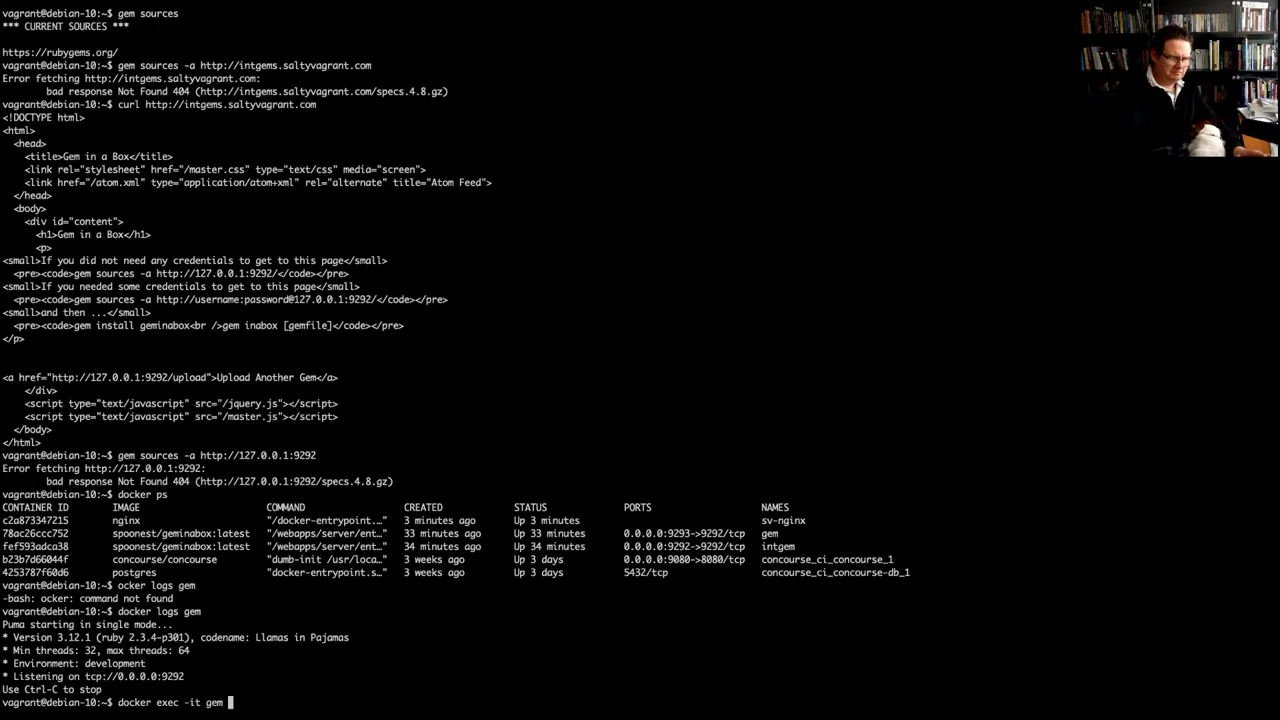 vagrant@debian-10:~$ gem sources
*** CURRENT SOURCES ***
https://rubygems.org/
vagrant@debian-10:~$ gem sources -a http://intgems.saltyvagrant.com
Error fetching http://intgems.saltyvagrant.com:
bad response Not Found 404 (http://intgems.saltyvagrant.com/specs.4.8.gz)
vagrant@debian-10:~$ curl http://intgems.saltyvagrant.com
<!DOCTYPE html>
<html>
<head>
<title>Gem in a Box</title>
<link rel="stylesheet" href="/master.css" type="text/css" media="screen">
<link href="/atom.xml" type="application/atom+xml" rel="alternate" title="Atom Feed">
</head>
<body>
<div id="content">
<h1>Gem in a Box</h1>
<p>
<small>If you did not need any credentials to get to this page</small>
<pre><code>gem sources -a http://127.0.0.1:9292/</code></pre>
<small>If you needed some credentials to get to this page</small>
<pre><code>gem sources -a http://username:password@127.0.0.1:9292/</code></pre>
<small>and then ...</small>
<pre><code>gem install geminabox<br />gem inabox [gemfile]</code></pre>
</p>
<a href="http://127.0.0.1:9292/upload">Upload Another Gem</a>
</div>
<script type="text/javascript" src="/jquery.js"></script>
<script type="text/javascript" src="/master.js"></script>
</body>
</html>
vagrant@debian-10:~$ gem sources -a http://127.0.0.1:9292
Error fetching http://127.0.0.1:9292:
bad response Not Found 404 (http://127.0.0.1:9292/specs.4.8.gz)
vagrant@debian-10:~$ docker ps
CONTAINER ID IMAGE COMMAND CREATED STATUS PORTS NAMES
c2a873347215 nginx "/docker-entrypoint.…" 3 minutes ago Up 3 minutes sv-nginx
78ac26ccc752 spoonest/geminabox:latest "/webapps/server/ent…" 33 minutes ago Up 33 minutes 0.0.0.0:9293->9292/tcp gem
fef593adca38 spoonest/geminabox:latest "/webapps/server/ent…" 34 minutes ago Up 34 minutes 0.0.0.0:9292->9292/tcp intgem
b23b7d66044f concourse/concourse "dumb-init /usr/loca…" 3 weeks ago Up 3 days 0.0.0.0:9080->8080/tcp concourse_ci_concourse_1
4253787f60d6 postgres "docker-entrypoint.s…" 3 weeks ago Up 3 days 5432/tcp concourse_ci_concourse-db_1
vagrant@debian-10:~$ ocker logs gem
-bash: ocker: command not found
vagrant@debian-10:~$ docker logs gem
Puma starting in single mode...
* Version 3.12.1 (ruby 2.3.4-p301), codename: Llamas in Pajamas
* Min threads: 32, max threads: 64
* Environment: development
* Listening on tcp://0.0.0.0:9292
Use Ctrl-C to stop
vagrant@debian-10:~$ docker exec -it gem